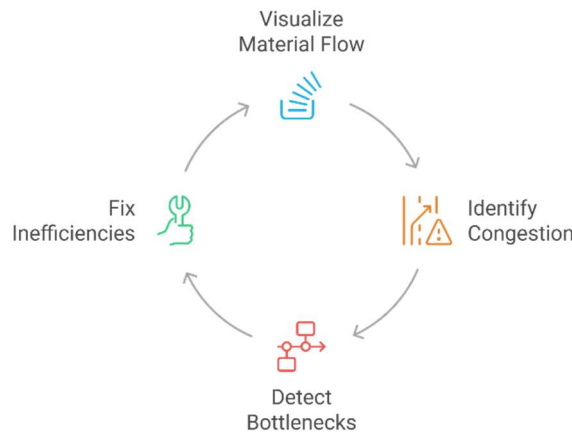 Visualize
Material Flow
Identify
Congestion
Detect
Bottlenecks
Fix
Inefficiencies